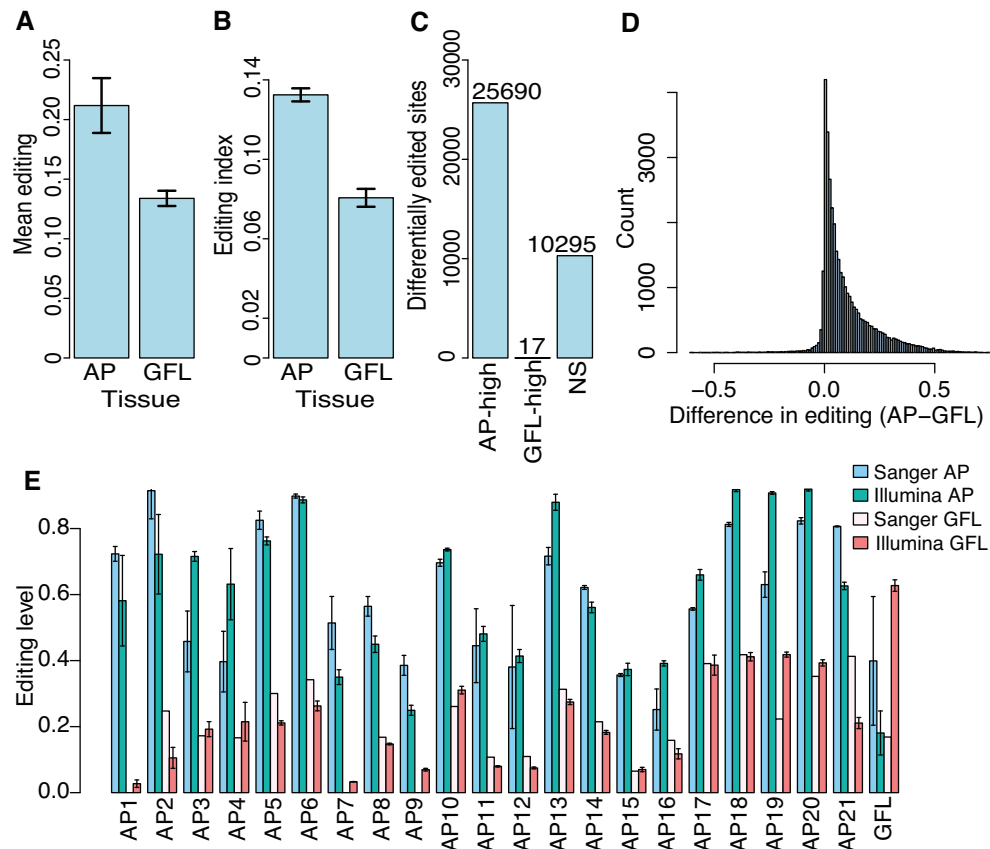 A
Mean editing
0.25
0.20
0.15
0.10
0.05
0
AP GFL
Tissue
B
Editing index
0.14
0.10
0.06
0.02
0
AP GFL
Tissue
C
Differentially edited sites
30000
20000
10000
0
25690
17
10295
AP-high
GFL-high
NS
D
Count
3000
1000
0
−0.5 0.0 0.5
Difference in editing (AP−GFL)
E
Sanger AP
Illumina AP
Sanger GFL
Illumina GFL
Editing level
0.8
0.6
0.4
0.2
0.0
AP1
AP2
AP3
AP4
AP5
AP6
AP7
AP8
AP9
AP10
AP11
AP12
AP13
AP14
AP15
AP16
AP17
AP18
AP19
AP20
AP21
GFL